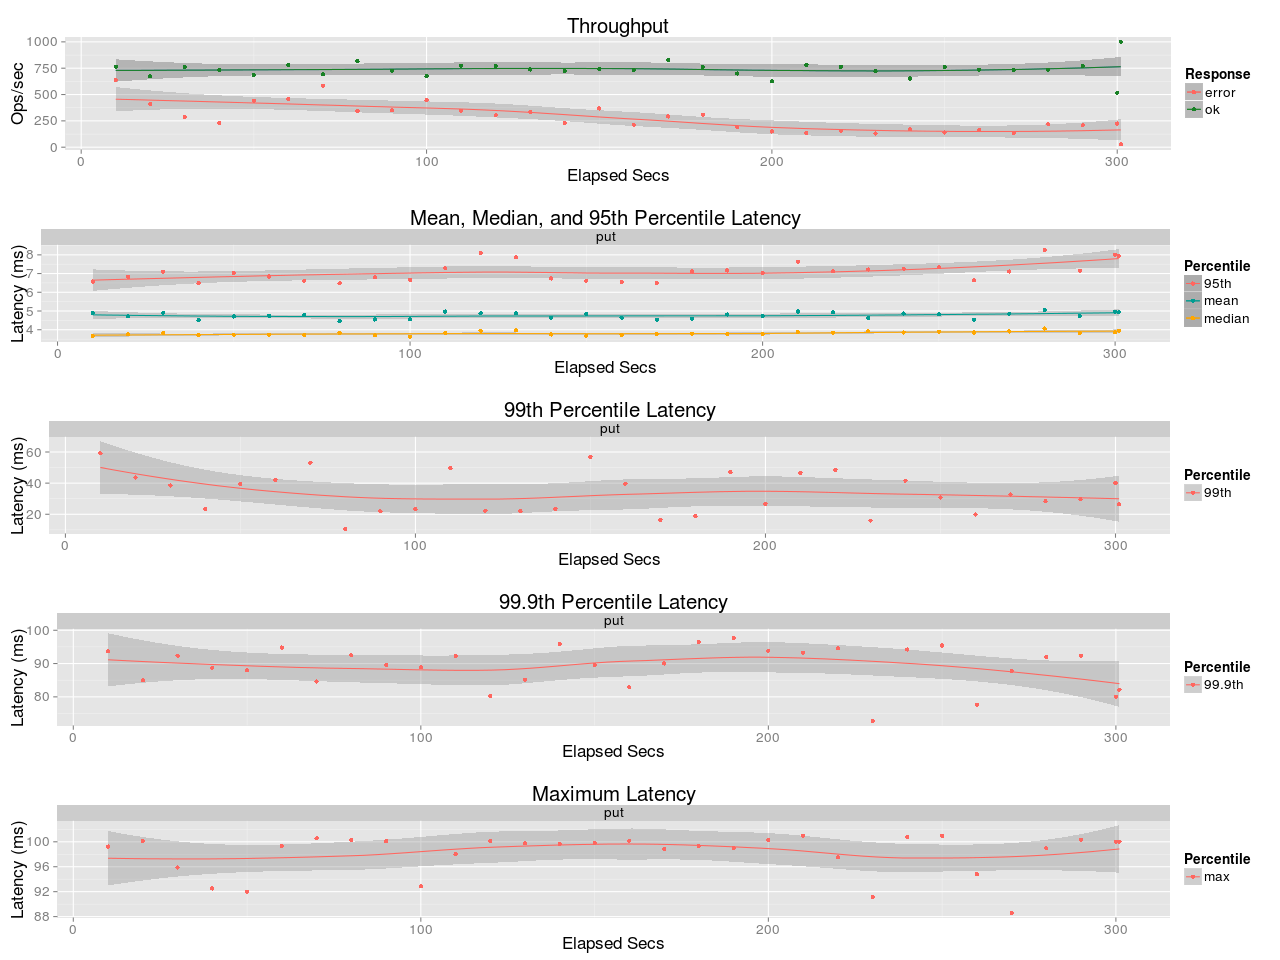 Throughput
Ops/sec
1000
750
500
250
0
0 100 200 300
Elapsed Secs
Response
error
ok
Mean, Median, and 95th Percentile Latency
put
Latency (ms)
8
7
6
5
4
0 100 200 300
Elapsed Secs
Percentile
95th
mean
median
99th Percentile Latency
put
Latency (ms)
60
40
20
0 100 200 300
Elapsed Secs
Percentile
99th
99.9th Percentile Latency
put
Latency (ms)
100
90
80
0 100 200 300
Elapsed Secs
Percentile
99.9th
Maximum Latency
put
Latency (ms)
100
96
92
88
0 100 200 300
Elapsed Secs
Percentile
max